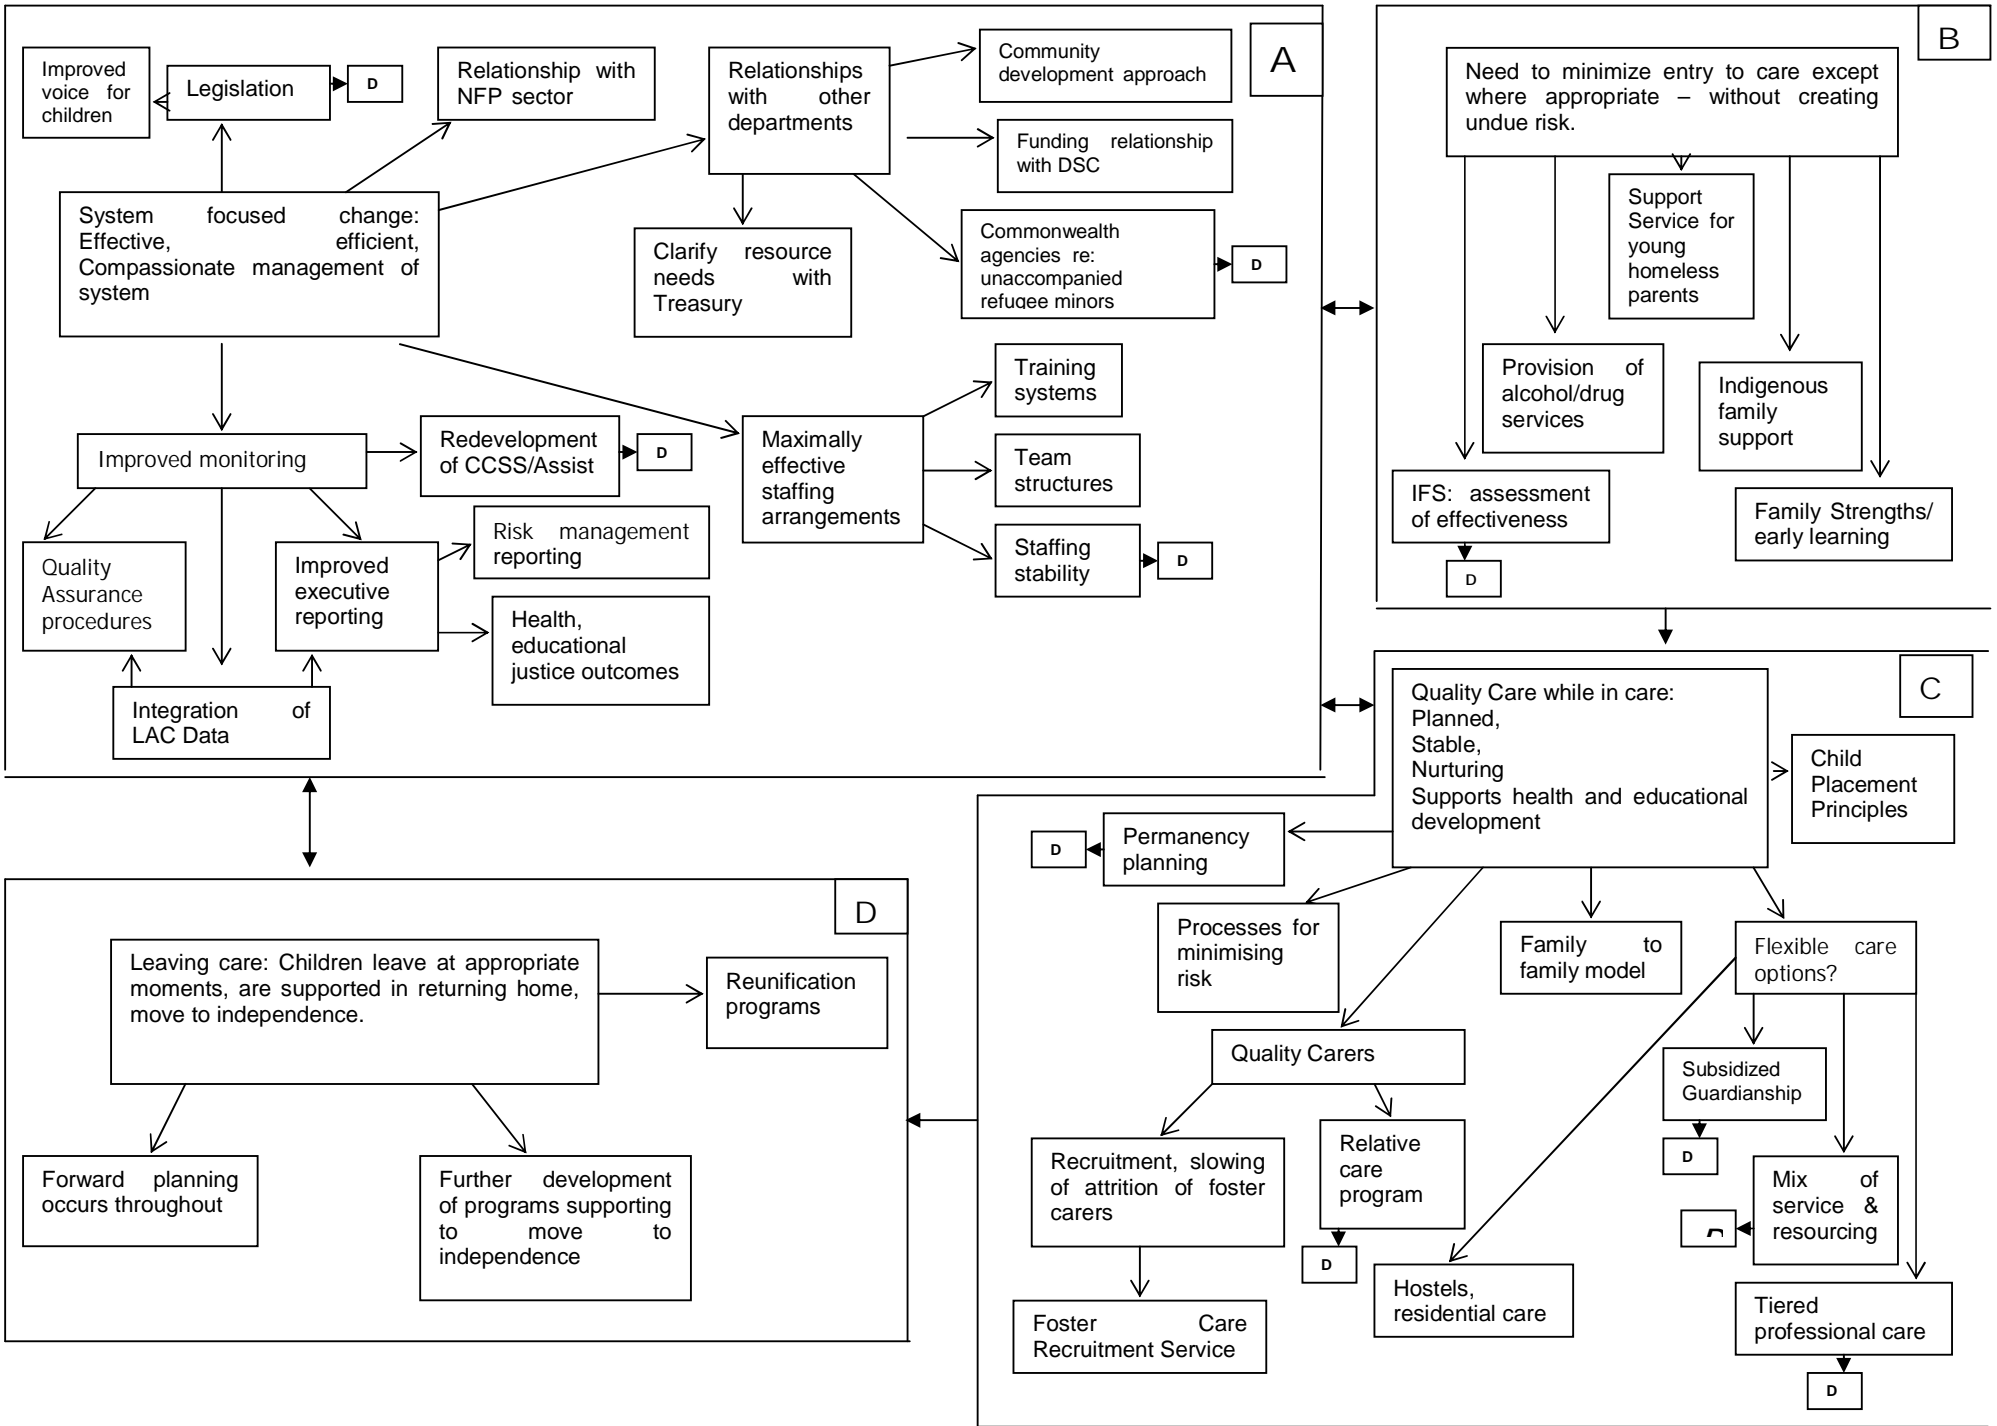 A
Improved
voice for
children
Legislation
D
Relationship with
NFP sector
Relationships
with other
departments
Community
development approach
Funding relationship
with DSC
Commonwealth
agencies re:
unaccompanied
refugee minors
D
Clarify resource
needs with
Treasury
System focused change:
Effective, efficient,
Compassionate management of
system
Improved monitoring
Redevelopment
of CCSS/Assist
D
Maximally
effective
staffing
arrangements
Training
systems
Team
structures
Staffing
stability
D
Quality
Assurance
procedures
Improved
executive
reporting
Risk management
reporting
Health,
educational
justice outcomes
Integration of
LAC Data
B
Need to minimize entry to care except
where appropriate – without creating
undue risk.
Support
Service for
young
homeless
parents
Provision of
alcohol/drug
services
Indigenous
family
support
IFS: assessment
of effectiveness
D
Family Strengths/
early learning
C
Quality Care while in care:
Planned,
Stable,
Nurturing
Supports health and educational
development
Child
Placement
Principles
Permanency
planning
D
Processes for
minimising
risk
Family to
family model
Flexible care
options?
Quality Carers
Subsidized
Guardianship
D
Recruitment, slowing
of attrition of foster
carers
Relative
care
program
D
Mix of
service &
resourcing
Hostels,
residential care
Tiered
professional care
D
Foster Care
Recruitment Service
D
Leaving care: Children leave at appropriate
moments, are supported in returning home,
move to independence.
Reunification
programs
Forward planning
occurs throughout
Further development
of programs supporting
to move to
independence